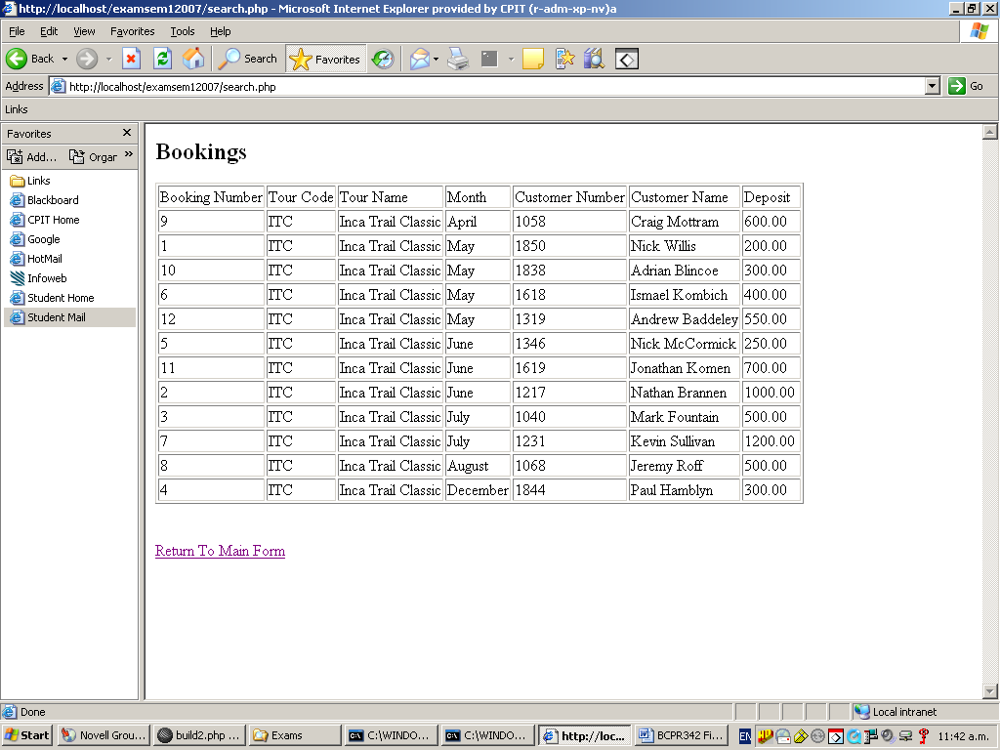 http://localhost/examsem12007/search.php - Microsoft Internet Explorer provided by CPIT (r-adm-xp-nv)a
File Edit View Favorites Tools Help
Back Search Favorites
Address http://localhost/examsem12007/search.php Go
Links
Favorites
Add... Orgar »
Links
Blackboard
CPIT Home
Google
HotMail
Infoweb
Student Home
Student Mail
Bookings
Booking Number Tour Code Tour Name Month Customer Number Customer Name Deposit
9 ITC Inca Trail Classic April 1058 Craig Mottram 600.00
1 ITC Inca Trail Classic May 1850 Nick Willis 200.00
10 ITC Inca Trail Classic May 1838 Adrian Blincoe 300.00
6 ITC Inca Trail Classic May 1618 Ismael Kombich 400.00
12 ITC Inca Trail Classic May 1319 Andrew Baddeley 550.00
5 ITC Inca Trail Classic June 1346 Nick McCormick 250.00
11 ITC Inca Trail Classic June 1619 Jonathan Komen 700.00
2 ITC Inca Trail Classic June 1217 Nathan Brannen 1000.00
3 ITC Inca Trail Classic July 1040 Mark Fountain 500.00
7 ITC Inca Trail Classic July 1231 Kevin Sullivan 1200.00
8 ITC Inca Trail Classic August 1068 Jeremy Roff 500.00
4 ITC Inca Trail Classic December 1844 Paul Hamblyn 300.00
Return To Main Form
Done Local intranet
Start Novell Grou... build2.php ... Exams C:\WINDO... C:\WINDO... http://loc... BCPR342 Fi... EN 11:42 a.m.